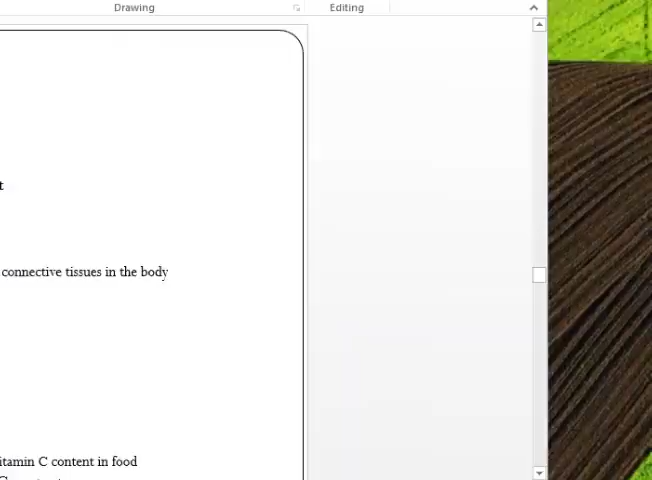 Drawing Editing
t
connective tissues in the body
itamin C content in food